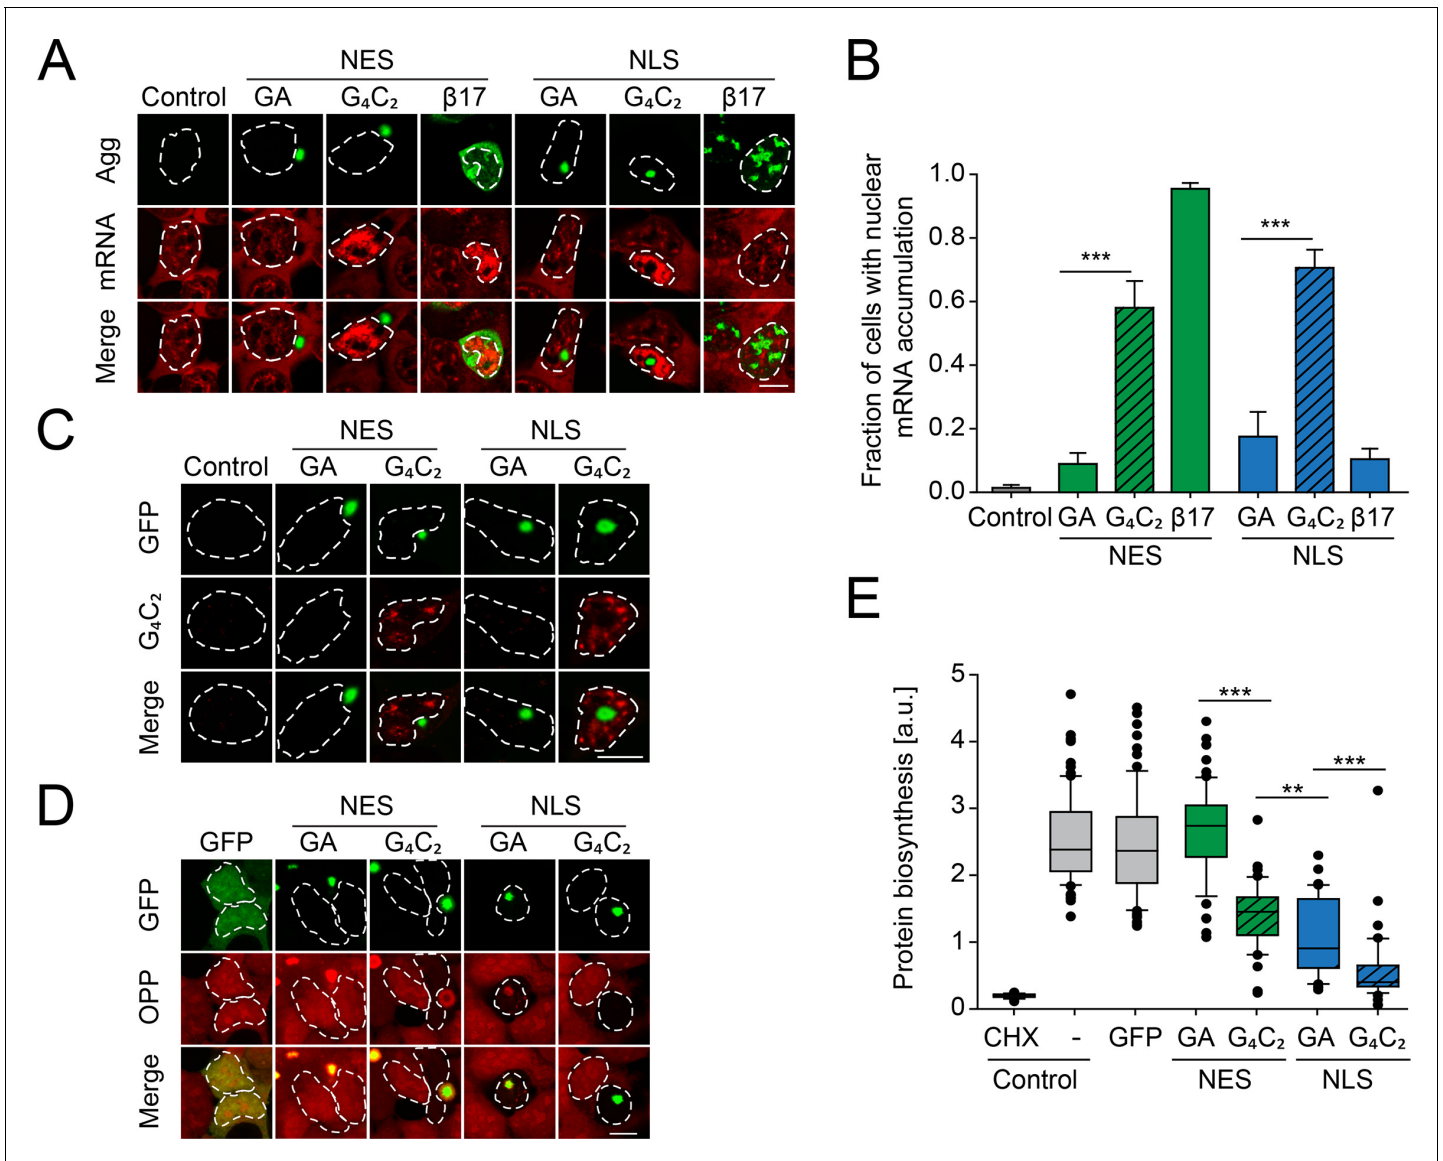 A
NES NLS
Control GA G₄C₂ β17 GA G₄C₂ β17
Agg
mRNA
Merge
B
Fraction of cells with nuclear
mRNA accumulation
1.0
0.8
0.6
0.4
0.2
0.0
***
***
Control GA G₄C₂ β17 GA G₄C₂ β17
NES NLS
C
NES NLS
Control GA G₄C₂ GA G₄C₂
GFP
G₄C₂
Merge
D
NES NLS
GFP GA G₄C₂ GA G₄C₂
GFP
OPP
Merge
E
Protein biosynthesis [a.u.]
5
4
3
2
1
0
***
**
***
CHX - GFP GA G₄C₂ GA G₄C₂
Control NES NLS